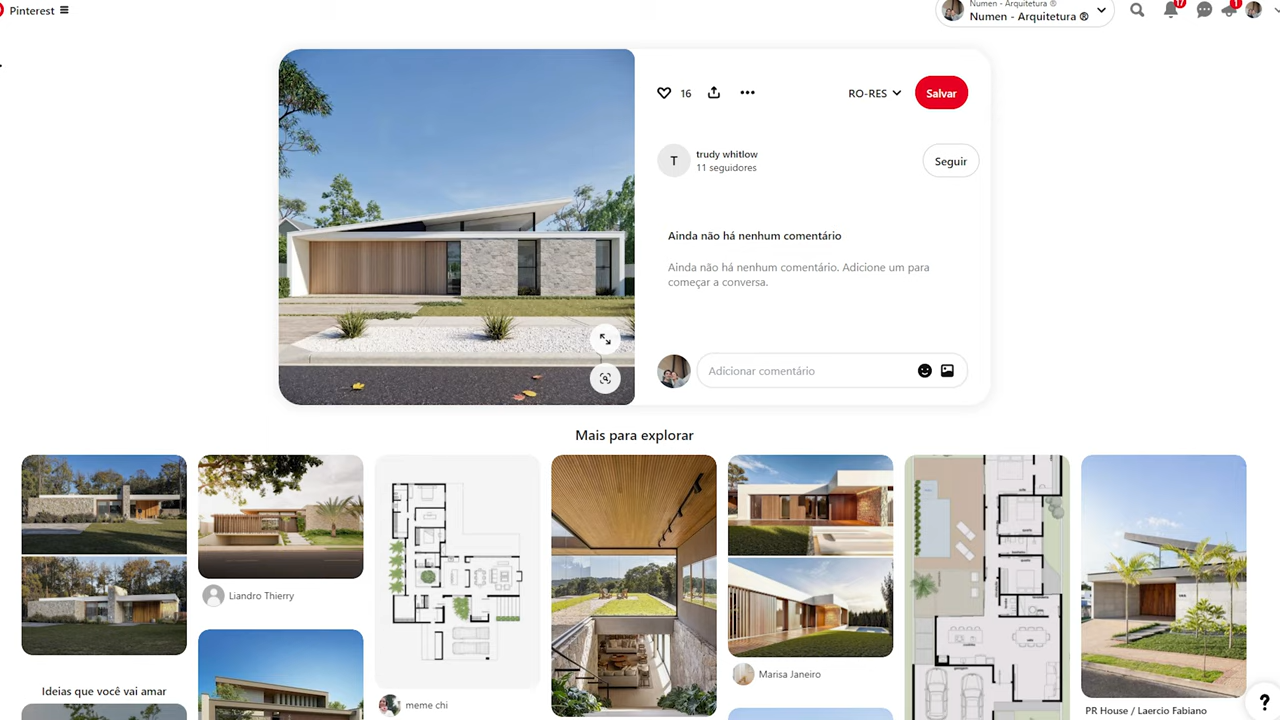 Pinterest
Numen - Arquitetura ®
Numen - Arquitetura ®
17
1
16
RO-RES
Salvar
T
trudy whitlow
11 seguidores
Seguir
Ainda não há nenhum comentário
Ainda não há nenhum comentário. Adicione um para
começar a conversa.
Adicionar comentário
Mais para explorar
Liandro Thierry
Ideias que você vai amar
meme chi
Marisa Janeiro
PR House / Laercio Fabiano
?